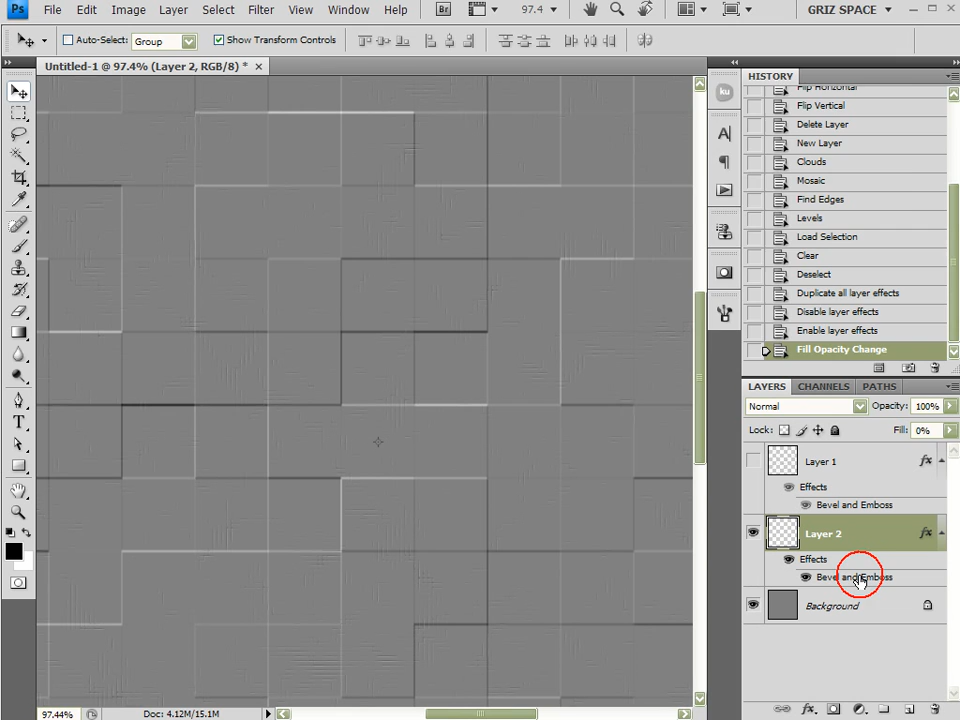 Ps File Edit Image Layer Select Filter View Window Help Br 97.4 GRIZ SPACE
Auto-Select: Group Show Transform Controls
Untitled-1 @ 97.4% (Layer 2, RGB/8) *
HISTORY
Flip Horizontal
Flip Vertical
Delete Layer
New Layer
Clouds
Mosaic
Find Edges
Levels
Load Selection
Clear
Deselect
Duplicate all layer effects
Disable layer effects
Enable layer effects
Fill Opacity Change
LAYERS CHANNELS PATHS
Normal Opacity: 100%
Lock: Fill: 0%
Layer 1 fx
Effects
Bevel and Emboss
Layer 2 fx
Effects
Bevel and Emboss
Background
97.44% Doc: 4.12M/15.1M
ku
A
T
fx